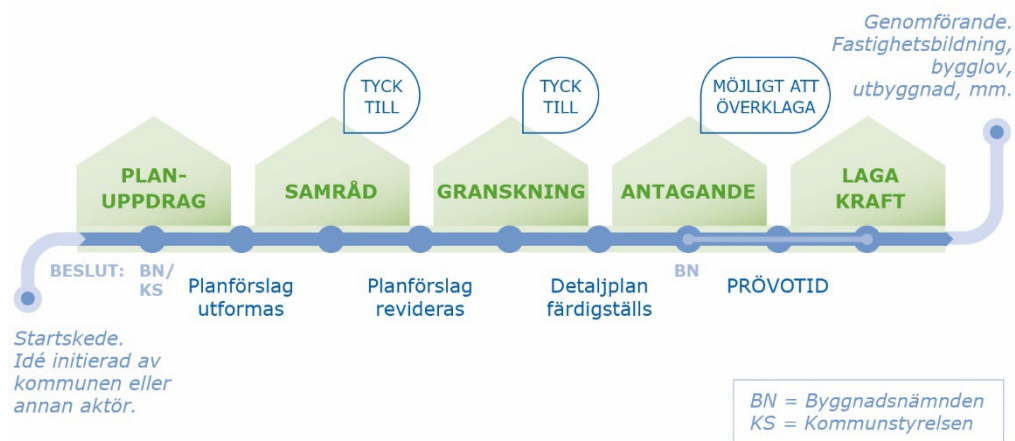 Genomförande.
Fastighetsbildning,
bygglov,
utbyggnad, mm.
TYCK
TILL
TYCK
TILL
MÖJLIGT ATT
ÖVERKLAGA
PLAN-
UPPDRAG
SAMRÅD
GRANSKNING
ANTAGANDE
LAGA
KRAFT
BESLUT:
BN/
KS
BN
Planförslag
utformas
Planförslag
revideras
Detaljplan
färdigställs
PRÖVOTID
Startskede.
Idé initierad av
kommunen eller
annan aktör.
BN = Byggnadsnämnden
KS = Kommunstyrelsen